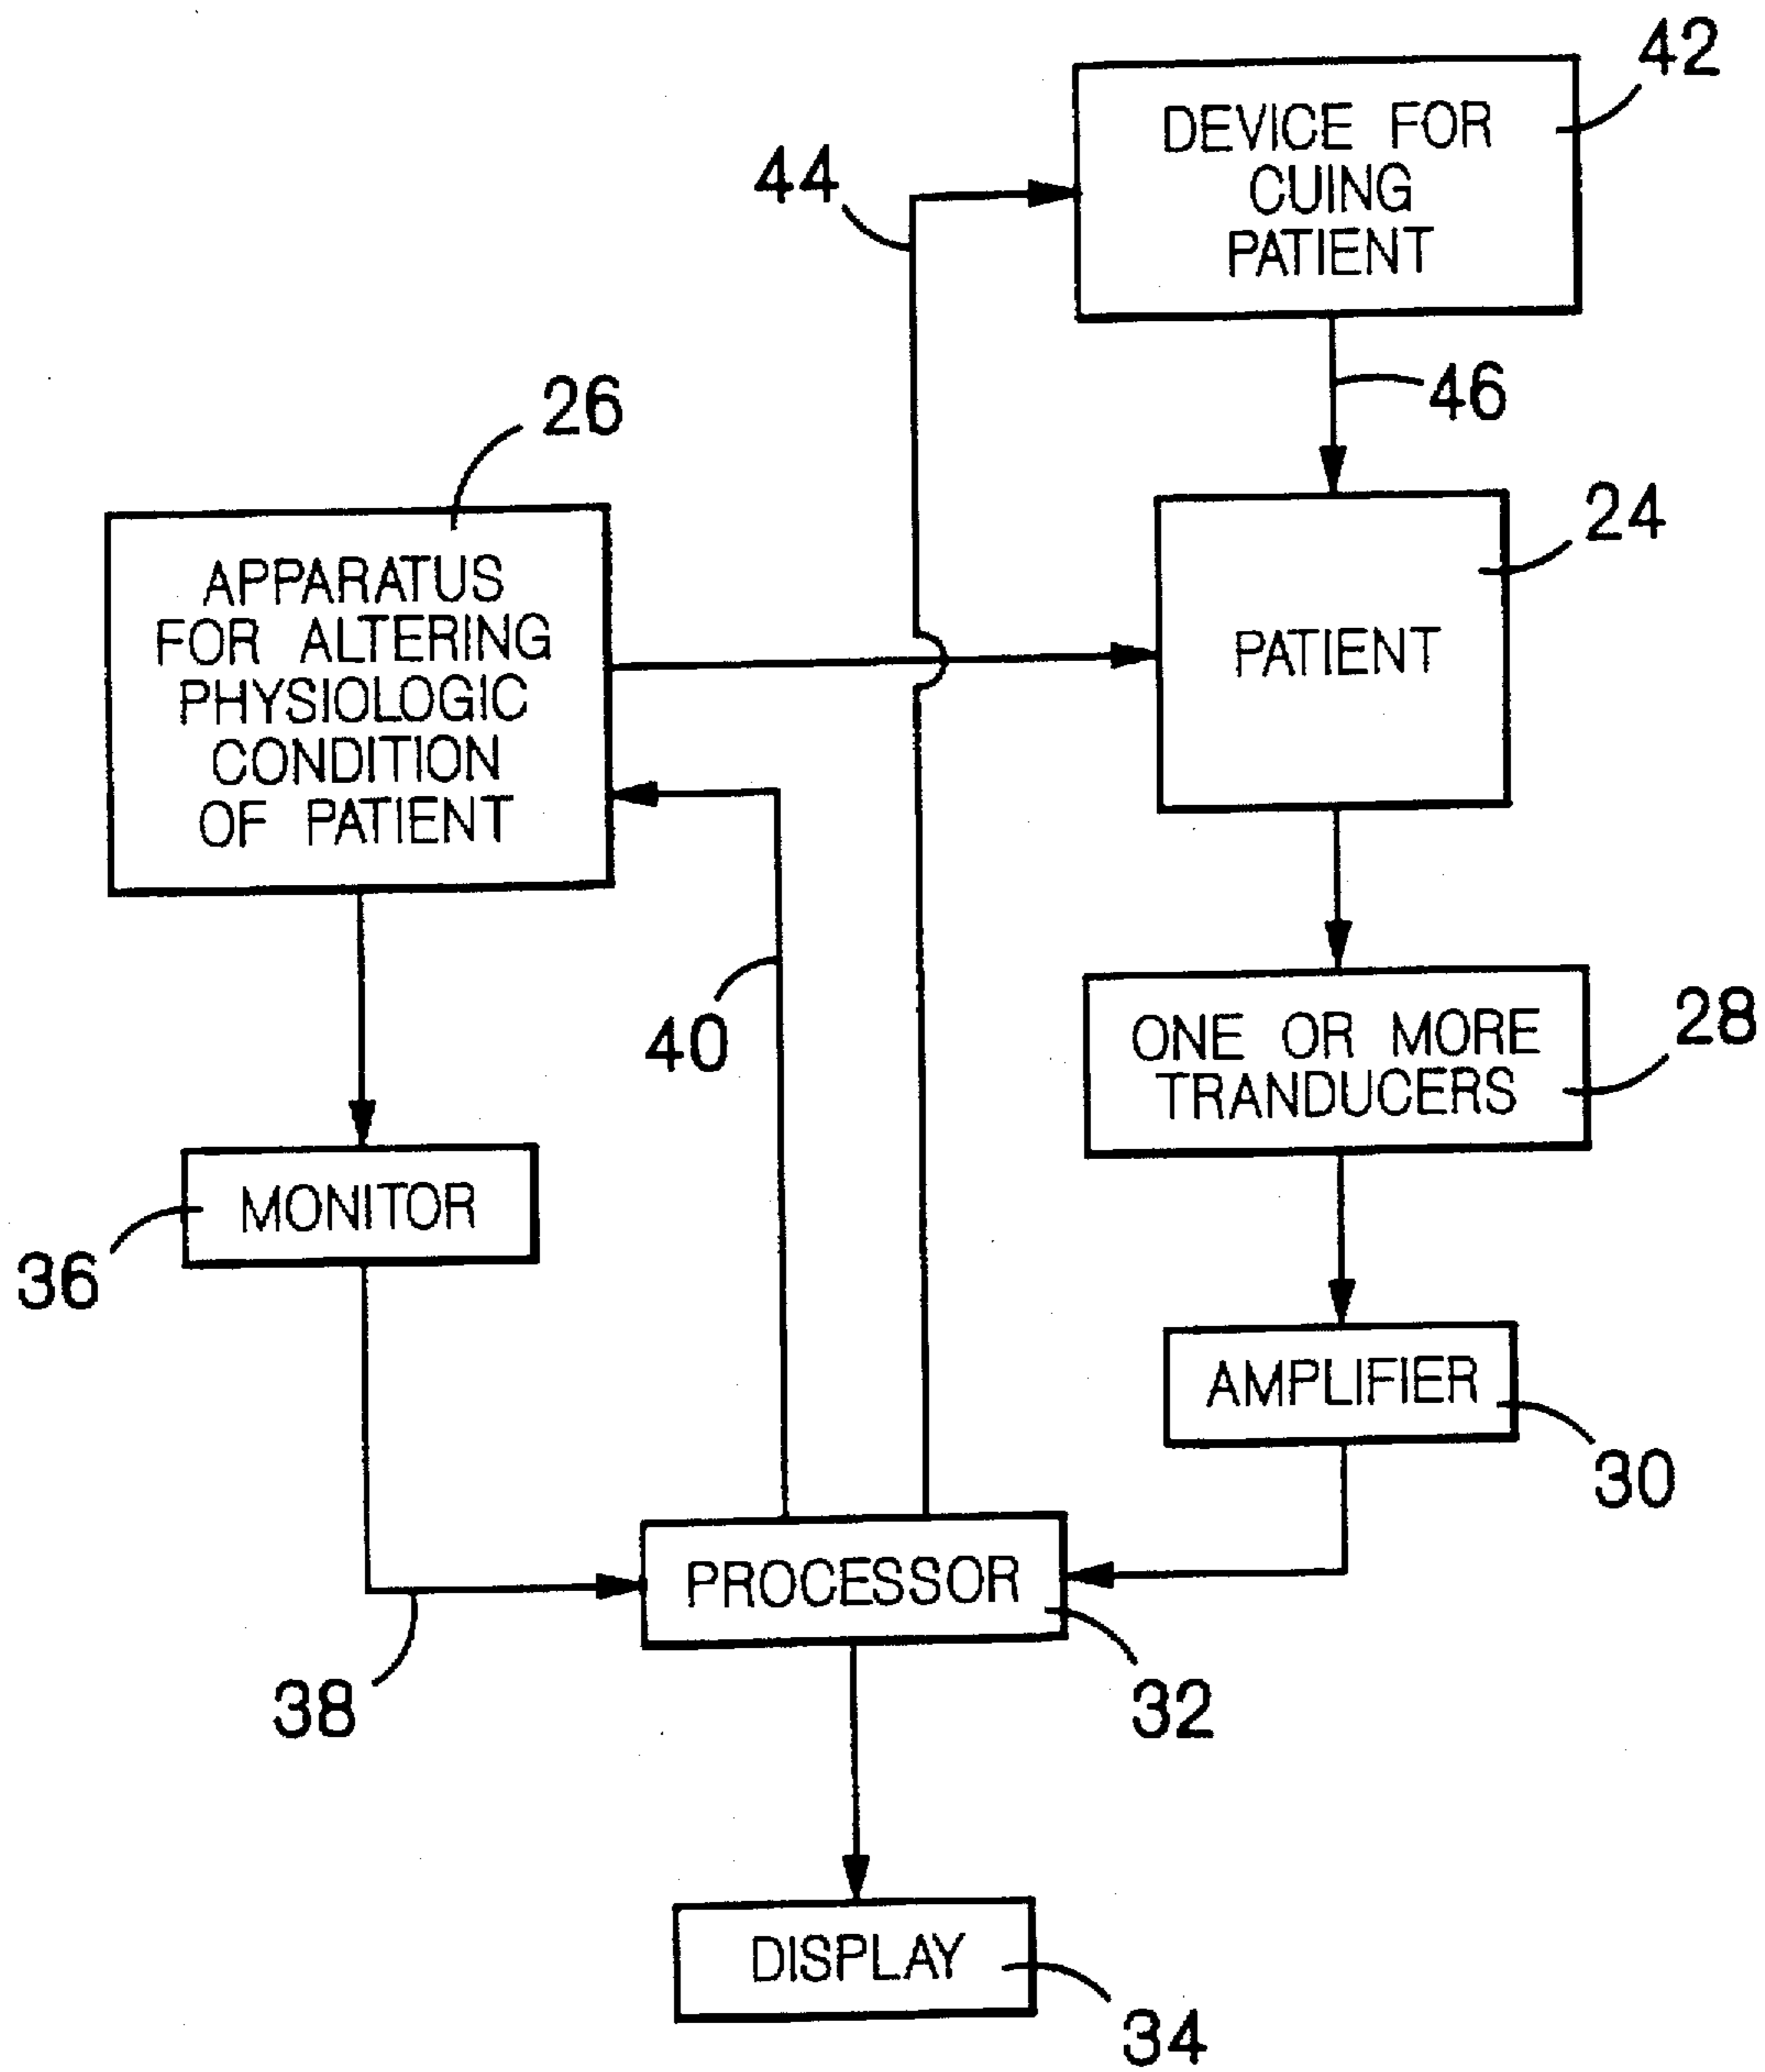 42
DEVICE FOR
CUING
PATIENT
44
46
26
24
APPARATUS
FOR ALTERING
PHYSIOLOGIC
CONDITION
OF PATIENT
PATIENT
40
28
ONE OR MORE
TRANDUCERS
MONITOR
36
AMPLIFIER
30
PROCESSOR
38
32
DISPLAY
34